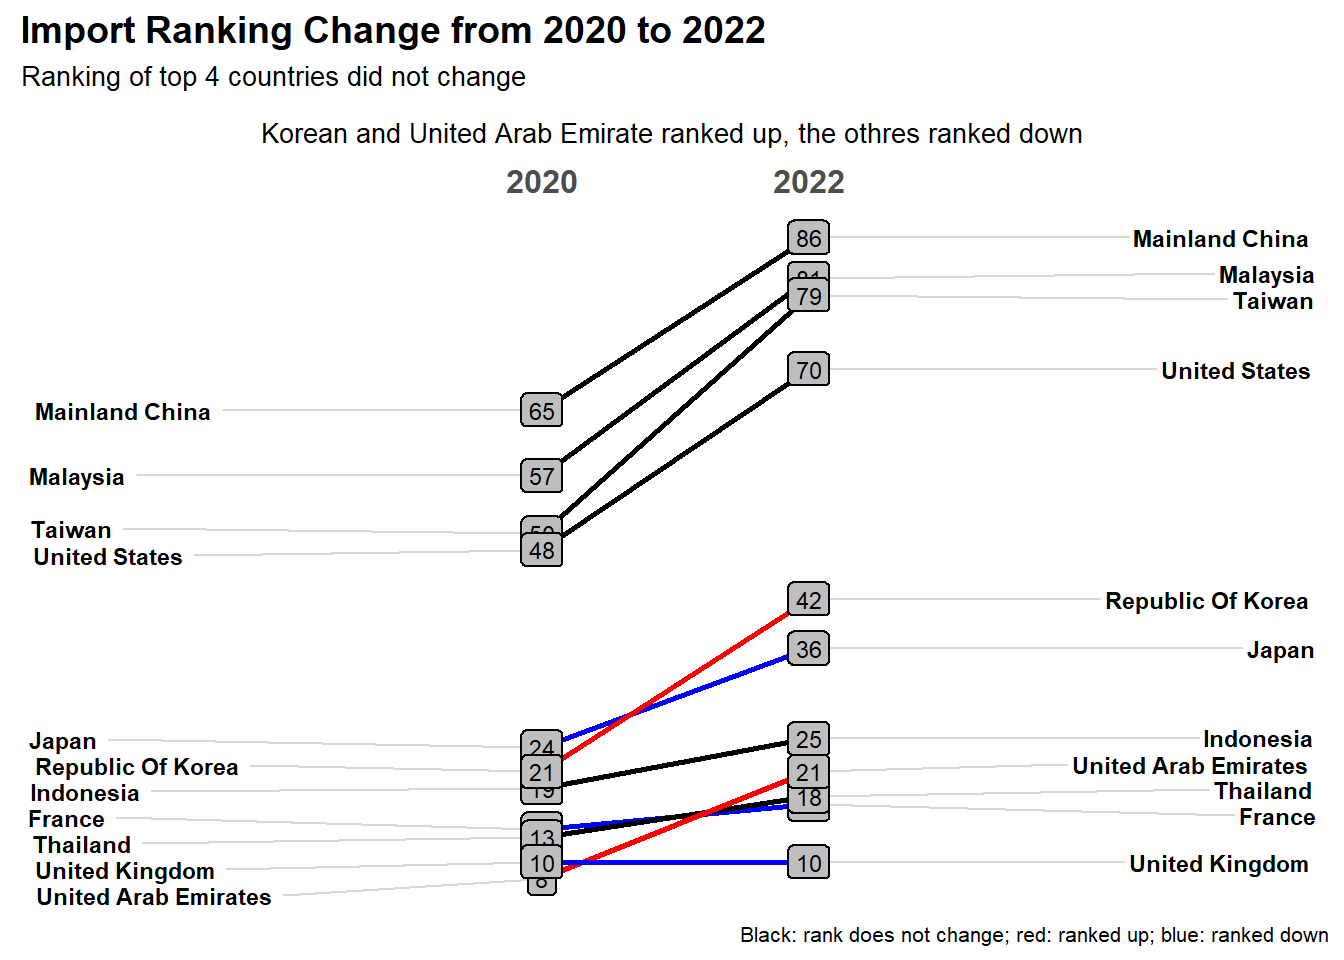 Import Ranking Change from 2020 to 2022
Ranking of top 4 countries did not change
Korean and United Arab Emirate ranked up, the othres ranked down
2020 2022
86 Mainland China
Malaysia
79 Taiwan
70 United States
Mainland China 65
Malaysia 57
Taiwan
United States 48
42 Republic Of Korea
36 Japan
Japan 24
25 Indonesia
Republic Of Korea 21
21 United Arab Emirates
Indonesia 19
18 Thailand
France
France
Thailand 13
United Kingdom 10
10 United Kingdom
United Arab Emirates 8
Black: rank does not change; red: ranked up; blue: ranked down